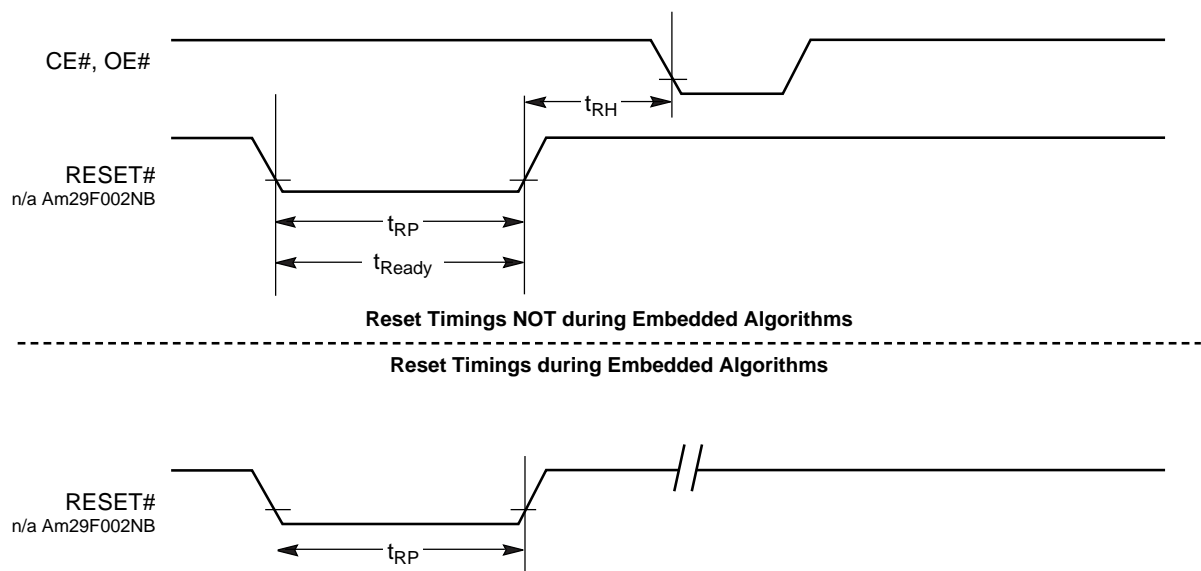 CE#, OE#
tRH
RESET#
n/a Am29F002NB
tRP
tReady
Reset Timings NOT during Embedded Algorithms
Reset Timings during Embedded Algorithms
RESET#
n/a Am29F002NB
tRP